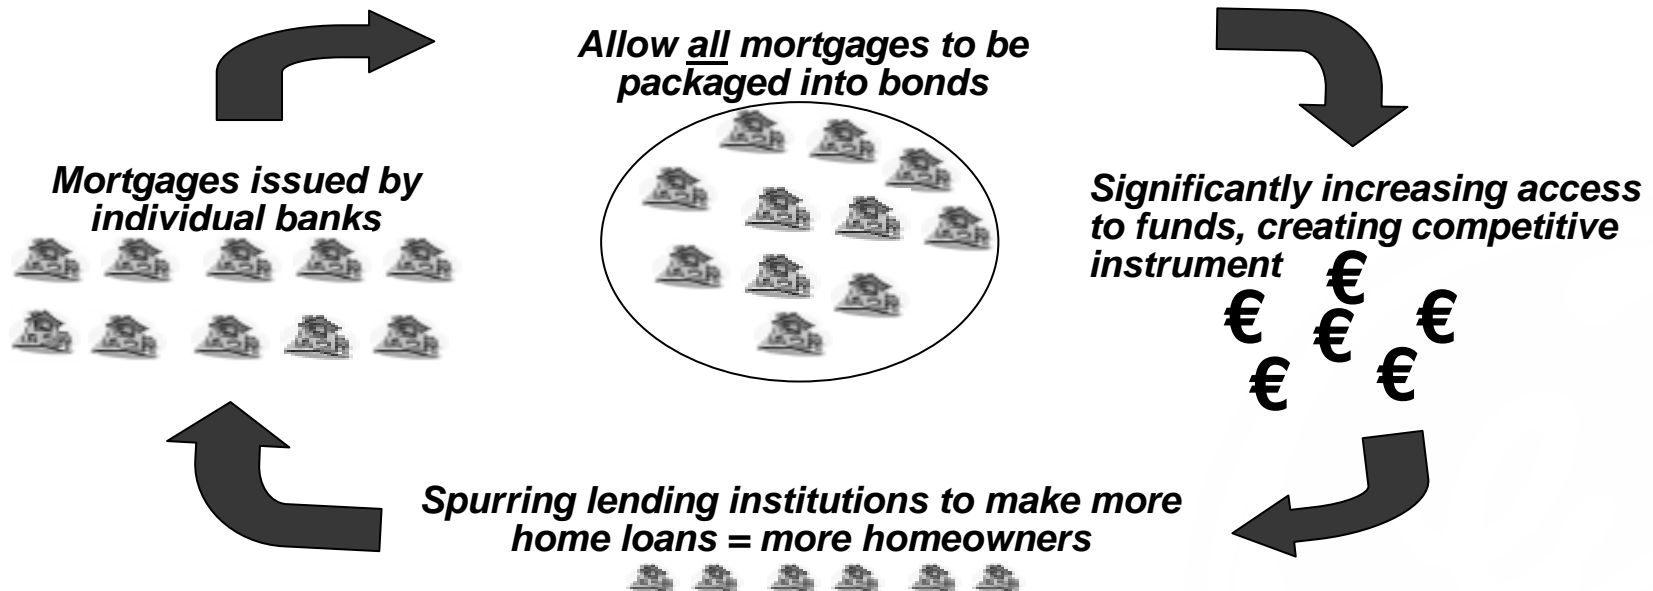 Allow all mortgages to be
packaged into bonds
Mortgages issued by
individual banks
Significantly increasing access
to funds, creating competitive
instrument
€
€
€
€
€
€
Spurring lending institutions to make more
home loans = more homeowners